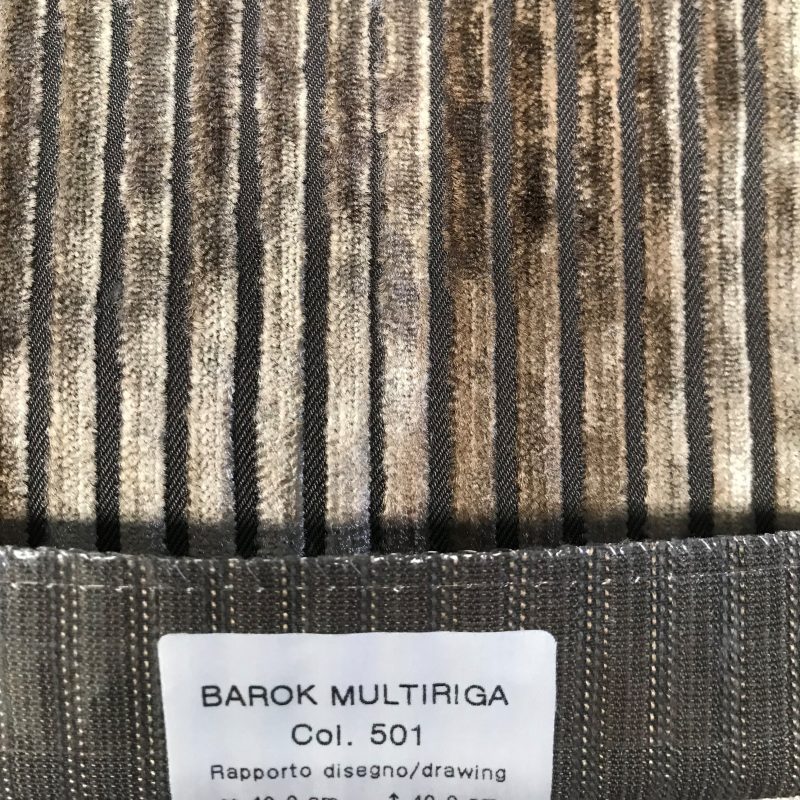 BAROK MULTIRIGA
Col. 501
Rapporto disegno/drawing